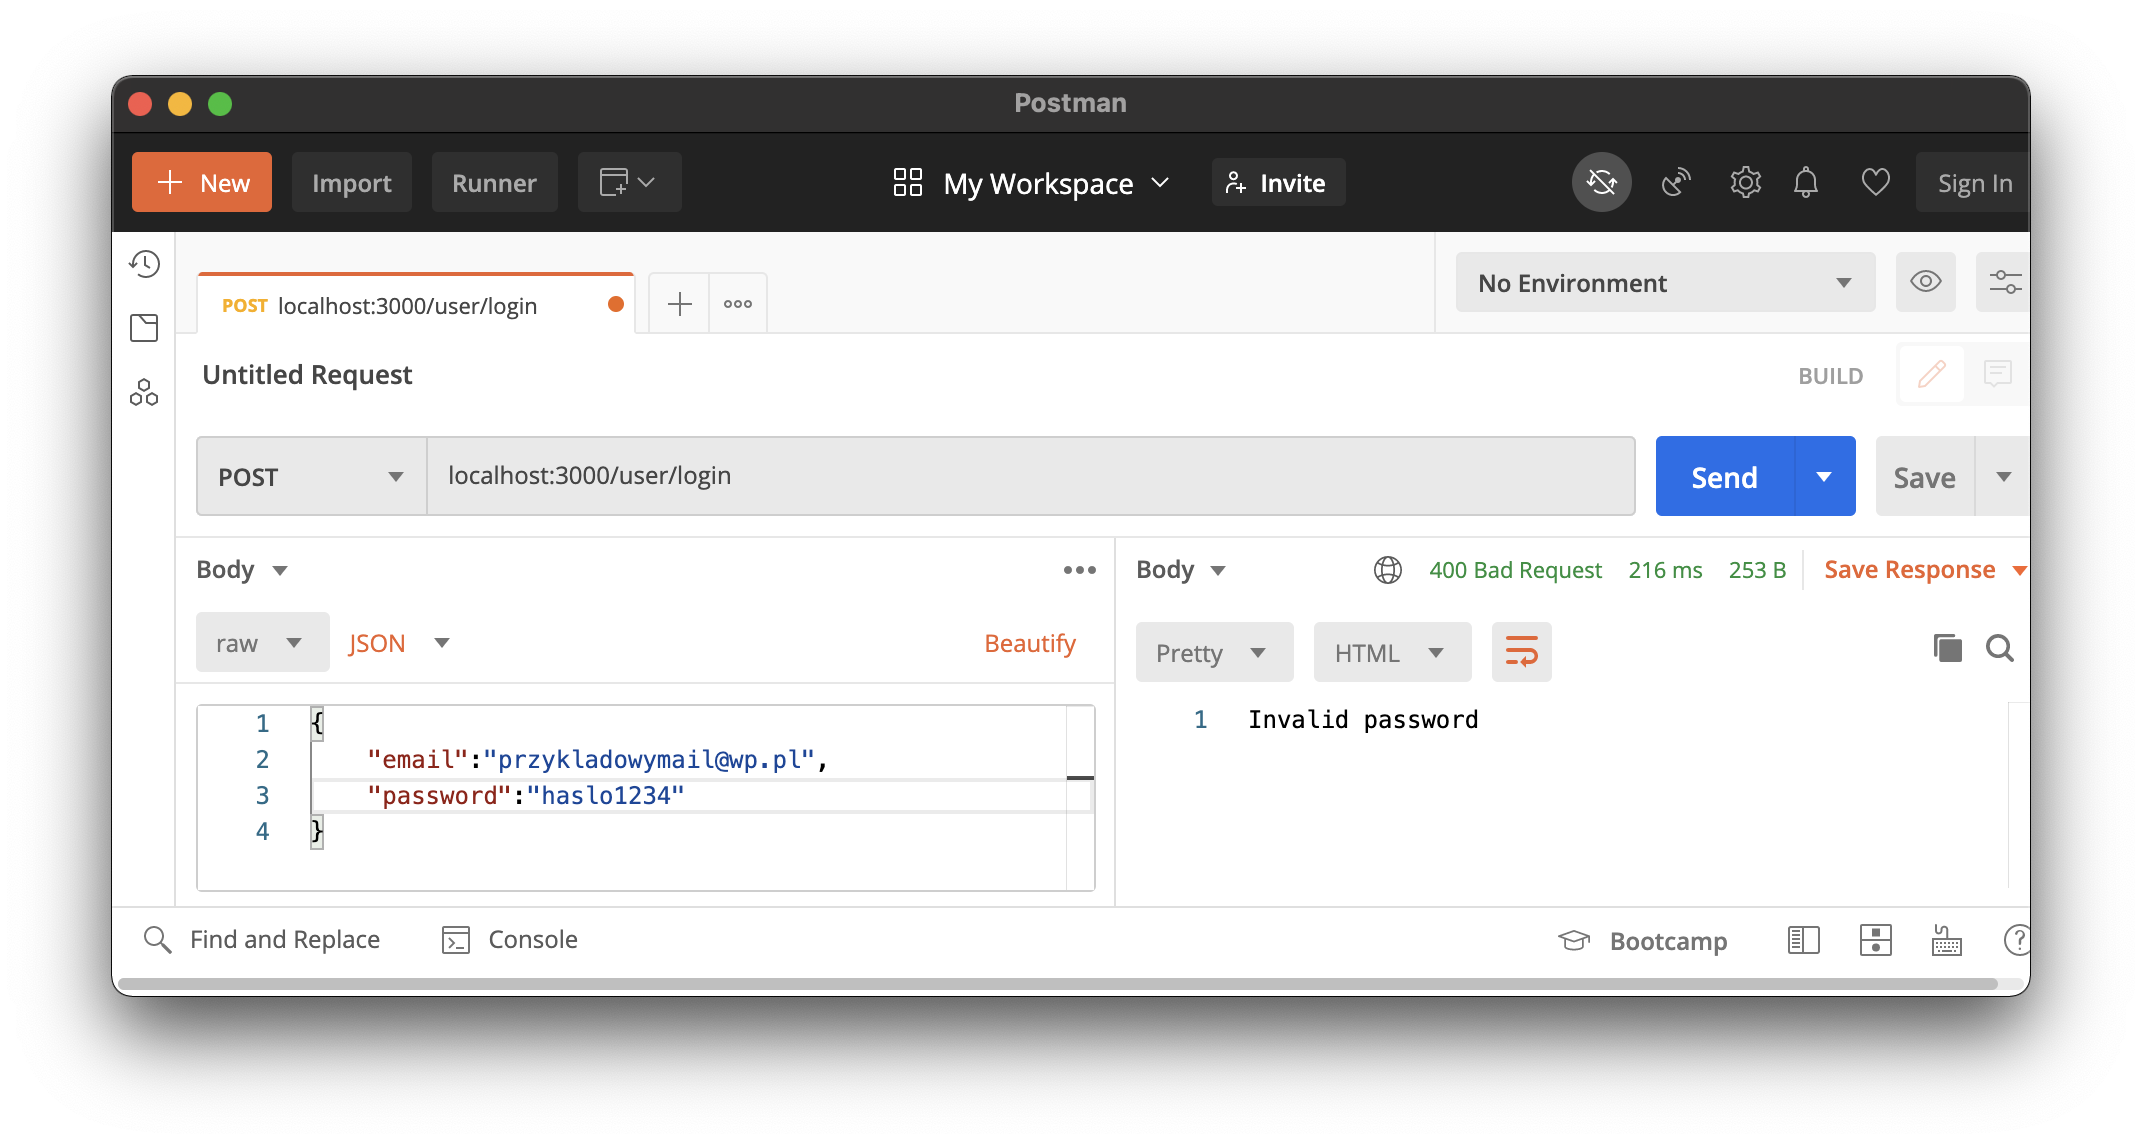 Postman
New Import Runner My Workspace Invite Sign In
POST localhost:3000/user/login No Environment
Untitled Request BUILD
POST localhost:3000/user/login Send Save
Body Body 400 Bad Request 216 ms 253 B Save Response
raw JSON Beautify Pretty HTML
1 {
2 "email":"przykladowymail@wp.pl",
3 "password":"haslo1234"
4 }
1 Invalid password
Find and Replace Console Bootcamp